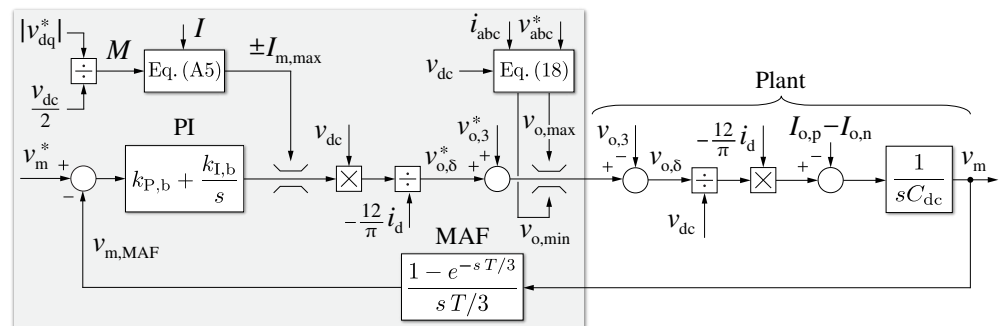 |v*dq|
M
I
±Im,max
÷
Eq. (A5)
vdc/2
iabc v*abc
vdc
Eq. (18)
vo,max
Plant
PI
v*m
+
−
kP,b + kI,b/s
vdc
×
÷
−12/π id
v*o,δ
v*o,3
+
+
vo,min
vo,3
+
−
vo,δ
÷
vdc
−12/π id
×
Io,p−Io,n
+
−
1/sCdc
vm
vm,MAF
MAF
1 − e^−s T/3 / s T/3